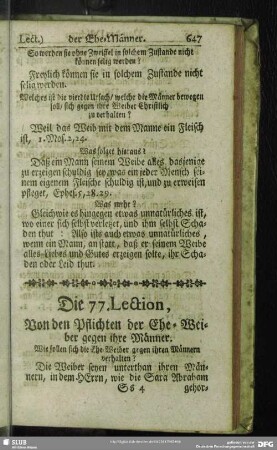 Lect.) der Ehe-Männer. 647
So werden sie ohne Zweiffel in solchem Zustande nicht
können selig werden?
Freylich können sie in solchem Zustande nicht
selig werden.
Welches ist die vierdte Ursach/ welche die Männer bewegen
soll/ sich gegen ihre Weiber Christlich
zu verhalten?
Weil das Weib mit dem Manne ein Fleisch
ist, 1. Mos. 2, 24.
Was folget hieraus?
Daß ein Mann seinem Weibe alles dasjenige
zu erzeigen schuldig sey, was ein jeder Mensch sei-
nem eigenem Fleische schuldig ist, und zu erweisen
pfleget, Ephes. 5, 28. 29.
Was mehr?
Gleichwie es hingegen etwas unnatürliches ist,
wo einer sich selbst verletzet, und ihm selbst Scha-
den thut: Also ists auch etwas unnatürliches,
wenn ein Mann, an statt, daß er seinem Weibe
alles Liebes und Gutes erzeigen solte, ihr Scha-
den oder Leid thut.
Die 77. Lection,
Von den Pflichten der Ehe-Wei-
ber gegen ihre Männer.
Wie sollen sich die Ehe-Weiber gegen ihren Männern
verhalten?
Die Weiber seyen unterthan ihren Män-
nern, in dem HErrn, wie die Sara Abraham
Ss 4 gehor-
SLUB
DFG